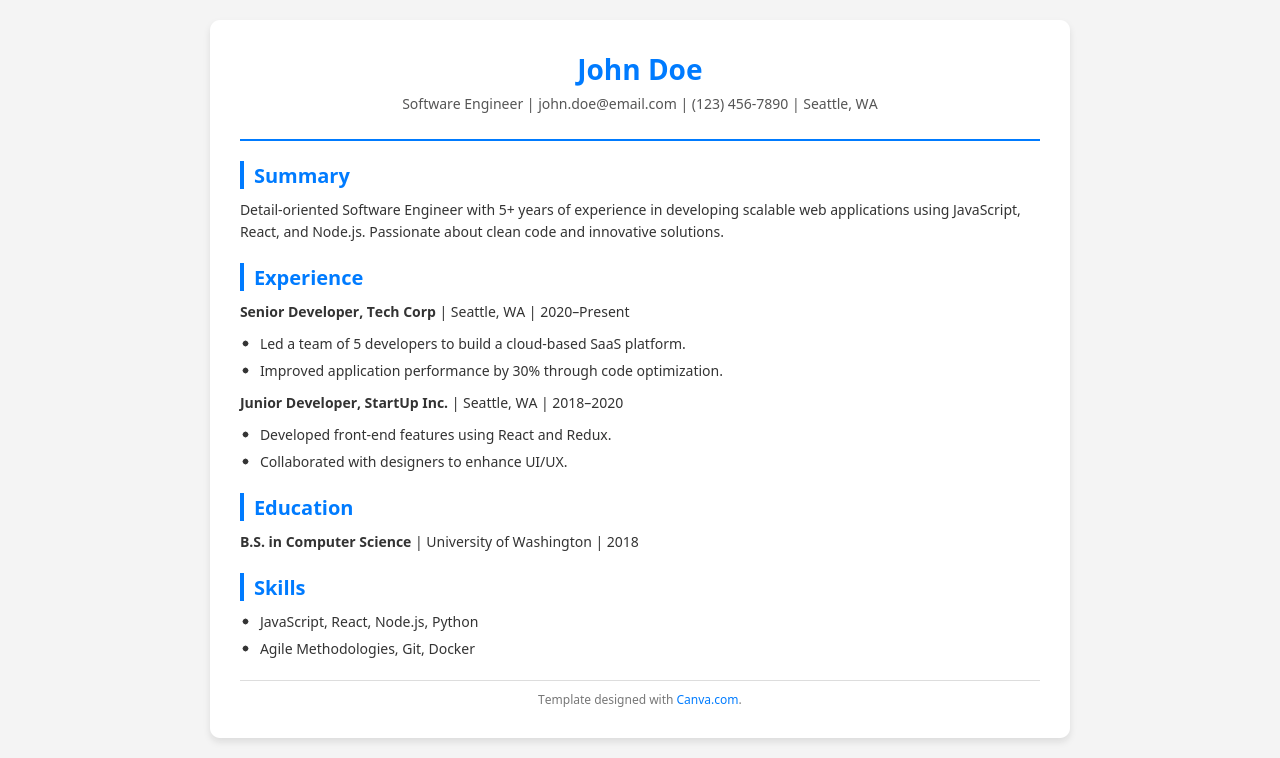 John Doe
Software Engineer | john.doe@email.com | (123) 456-7890 | Seattle, WA
Summary
Detail-oriented Software Engineer with 5+ years of experience in developing scalable web applications using JavaScript,
React, and Node.js. Passionate about clean code and innovative solutions.
Experience
Senior Developer, Tech Corp | Seattle, WA | 2020–Present
• Led a team of 5 developers to build a cloud-based SaaS platform.
• Improved application performance by 30% through code optimization.
Junior Developer, StartUp Inc. | Seattle, WA | 2018–2020
• Developed front-end features using React and Redux.
• Collaborated with designers to enhance UI/UX.
Education
B.S. in Computer Science | University of Washington | 2018
Skills
• JavaScript, React, Node.js, Python
• Agile Methodologies, Git, Docker
Template designed with Canva.com.